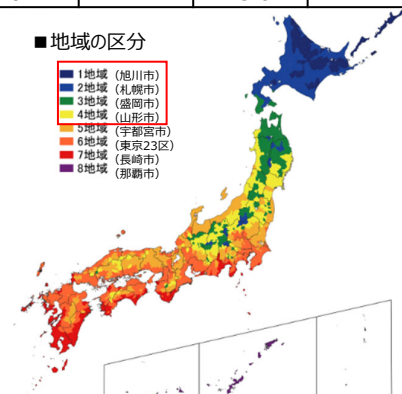 ■地域の区分
1地域 (旭川市)
2地域 (札幌市)
3地域 (盛岡市)
4地域 (山形市)
5地域 (宇都宮市)
6地域 (東京23区)
7地域 (長崎市)
8地域 (那覇市)